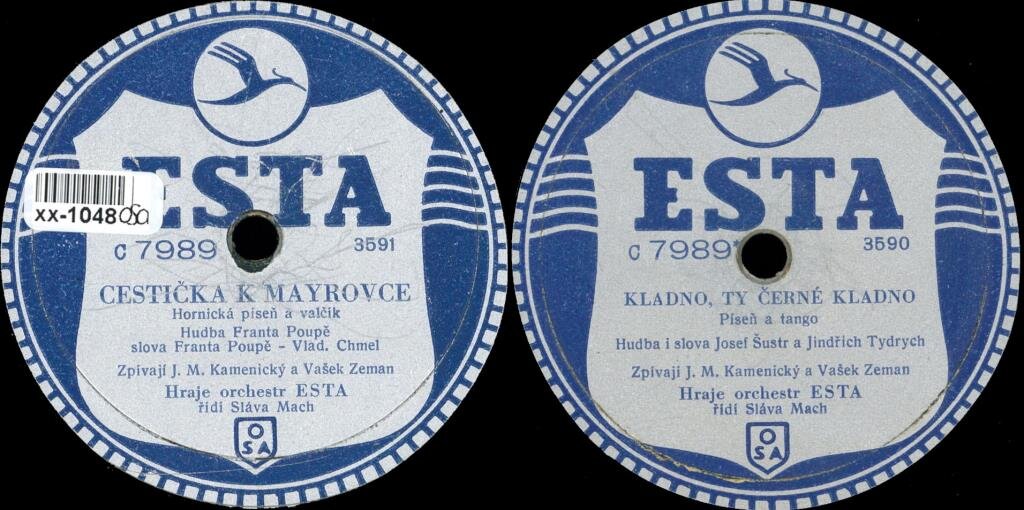 ESTA
xx-1048
C 7989
3591
CESTIČKA K MAYROVCE
Hornická píseň a valčík
Hudba Franta Poupě
slova Franta Poupě - Vlad. Chmel
Zpívají J. M. Kamenický a Vašek Zeman
Hraje orchestr ESTA
řídí Sláva Mach
OSA
ESTA
C 7989*
3590
KLADNO, TY ČERNÉ KLADNO
Píseň a tango
Hudba i slova Josef Šustr a Jindřich Tydrych
Zpívají J. M. Kamenický a Vašek Zeman
Hraje orchestr ESTA
řídí Sláva Mach
OSA